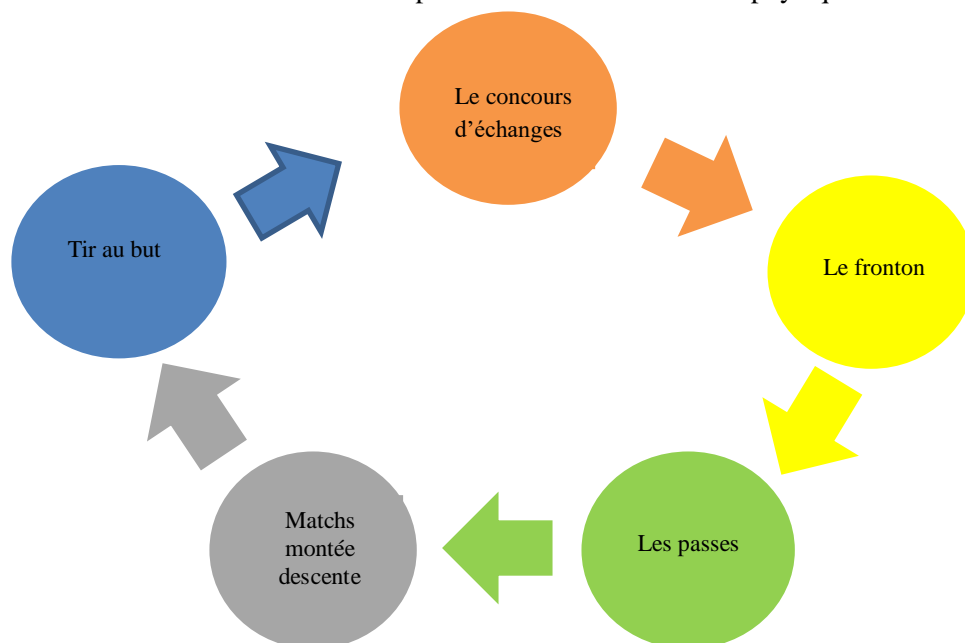 Le concours
d’échanges
Le fronton
Les passes
Matchs
montée
descente
Tir au but